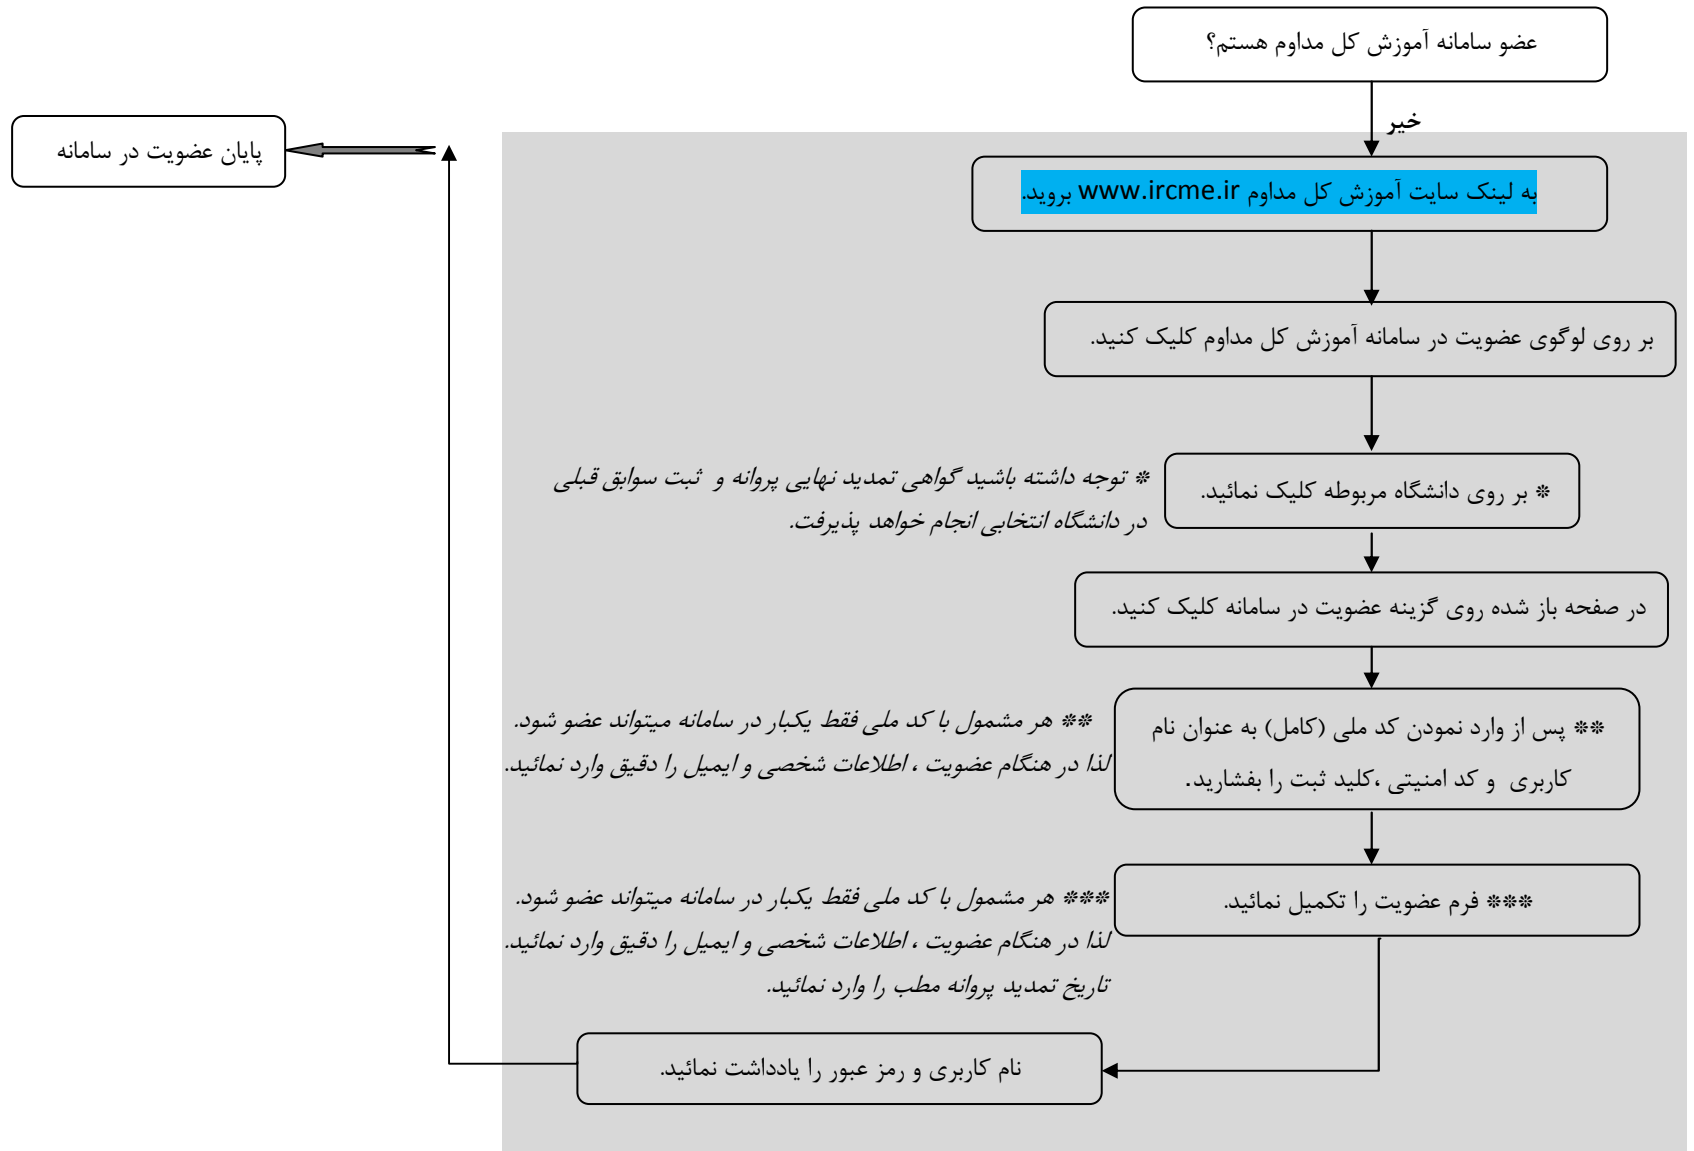 عضو سامانه آموزش کل مداوم هستم؟
خیر
به لینک سایت آموزش کل مداوم www.ircme.ir بروید.
بر روی لوگوی عضویت در سامانه آموزش کل مداوم کلیک کنید.
* بر روی دانشگاه مربوطه کلیک نمائید.
* توجه داشته باشید گواهی تمدید نهایی پروانه و ثبت سوابق قبلی
در دانشگاه انتخابی انجام خواهد پذیرفت.
در صفحه باز شده روی گزینه عضویت در سامانه کلیک کنید.
** پس از وارد نمودن کد ملی (کامل) به عنوان نام
کاربری و کد امنیتی ،کلید ثبت را بفشارید.
** هر مشمول با کد ملی فقط یکبار در سامانه میتواند عضو شود.
لذا در هنگام عضویت ، اطلاعات شخصی و ایمیل را دقیق وارد نمائید.
*** فرم عضویت را تکمیل نمائید.
*** هر مشمول با کد ملی فقط یکبار در سامانه میتواند عضو شود.
لذا در هنگام عضویت ، اطلاعات شخصی و ایمیل را دقیق وارد نمائید.
تاریخ تمدید پروانه مطب را وارد نمائید.
نام کاربری و رمز عبور را یادداشت نمائید.
پایان عضویت در سامانه